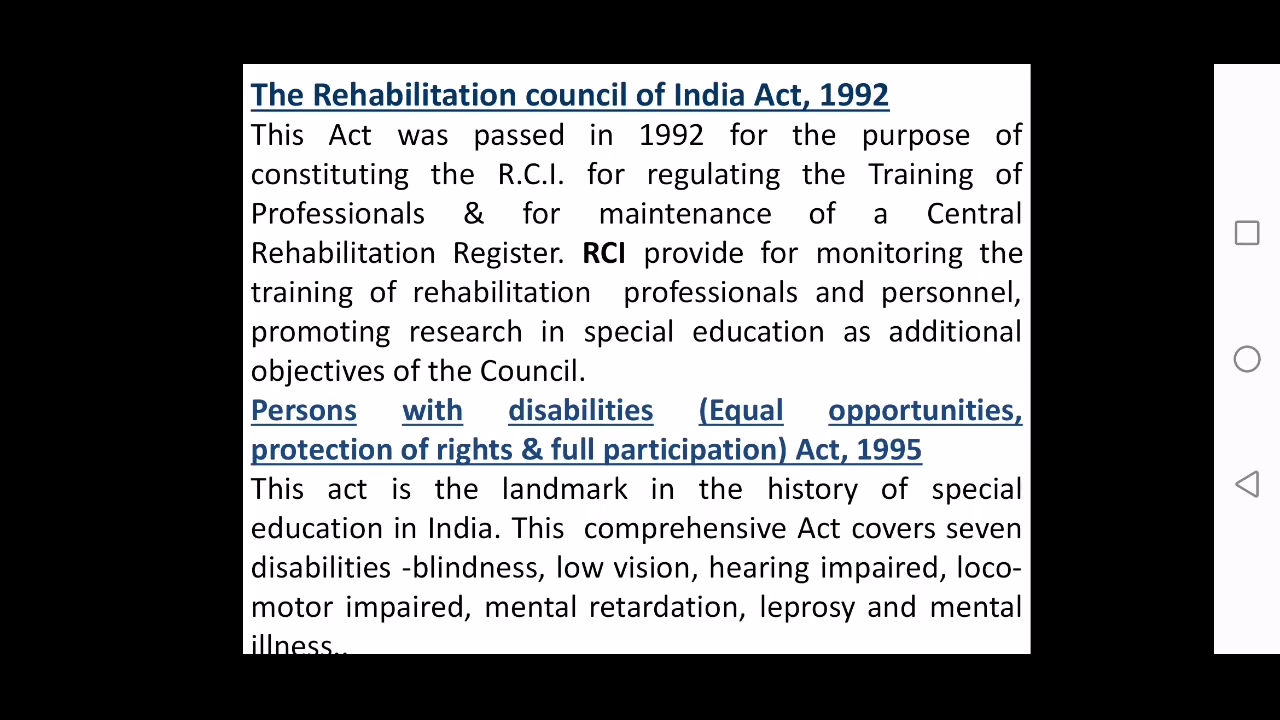 The Rehabilitation council of India Act, 1992
This Act was passed in 1992 for the purpose of
constituting the R.C.I. for regulating the Training of
Professionals & for maintenance of a Central
Rehabilitation Register. RCI provide for monitoring the
training of rehabilitation professionals and personnel,
promoting research in special education as additional
objectives of the Council.
Persons with disabilities (Equal opportunities,
protection of rights & full participation) Act, 1995
This act is the landmark in the history of special
education in India. This comprehensive Act covers seven
disabilities -blindness, low vision, hearing impaired, loco-
motor impaired, mental retardation, leprosy and mental
illness..